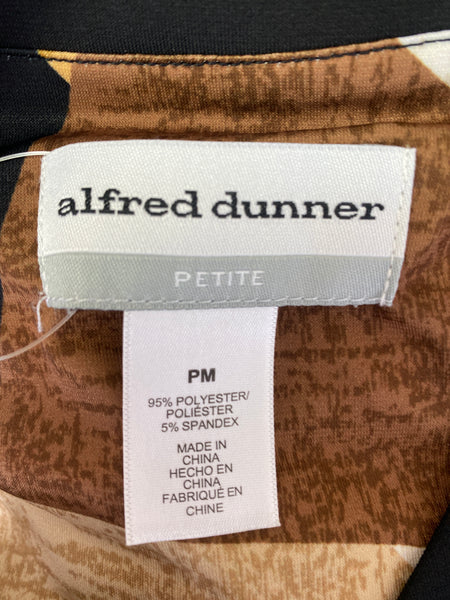 alfred dunner
PETITE
PM
95% POLYESTER/
POLIÉSTER
5% SPANDEX
MADE IN
CHINA
HECHO EN
CHINA
FABRIQUÉ EN
CHINE